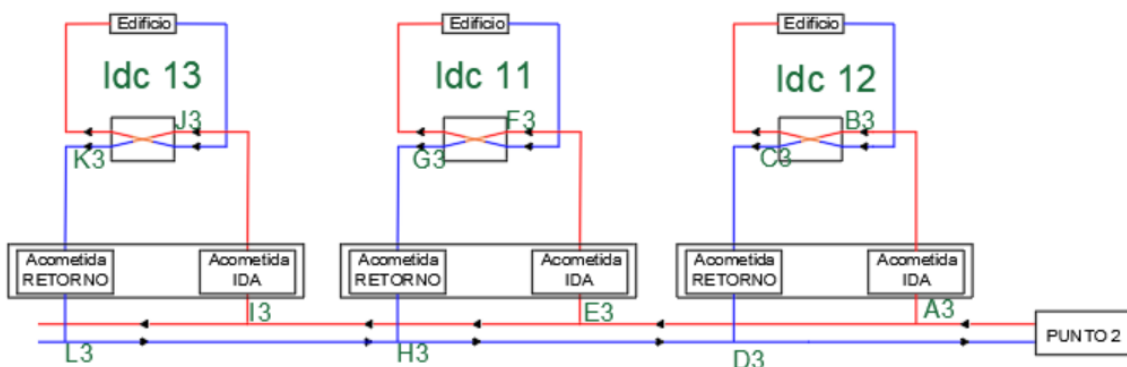 Edificio
Edificio
Edificio
Idc 13
Idc 11
Idc 12
J3
F3
B3
K3
G3
C3
Acometida
RETORNO
Acometida
IDA
Acometida
RETORNO
Acometida
IDA
Acometida
RETORNO
Acometida
IDA
I3
E3
A3
PUNTO 2
L3
H3
D3